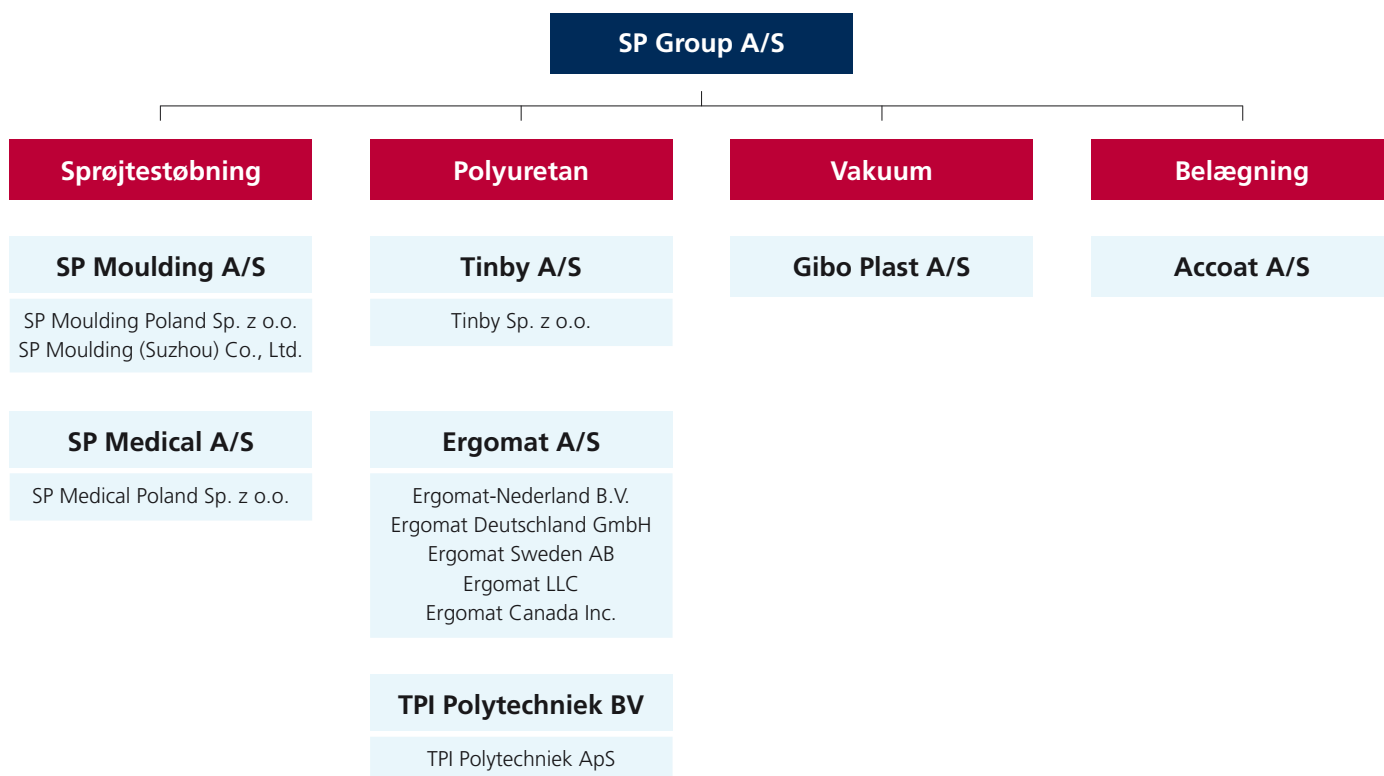 SP Group A/S
Sprøjtestøbning
Polyuretan
Vakuum
Belægning
SP Moulding A/S
SP Moulding Poland Sp. z o.o.
SP Moulding (Suzhou) Co., Ltd.
SP Medical A/S
SP Medical Poland Sp. z o.o.
Tinby A/S
Tinby Sp. z o.o.
Ergomat A/S
Ergomat-Nederland B.V.
Ergomat Deutschland GmbH
Ergomat Sweden AB
Ergomat LLC
Ergomat Canada Inc.
TPI Polytechniek BV
TPI Polytechniek ApS
Gibo Plast A/S
Accoat A/S